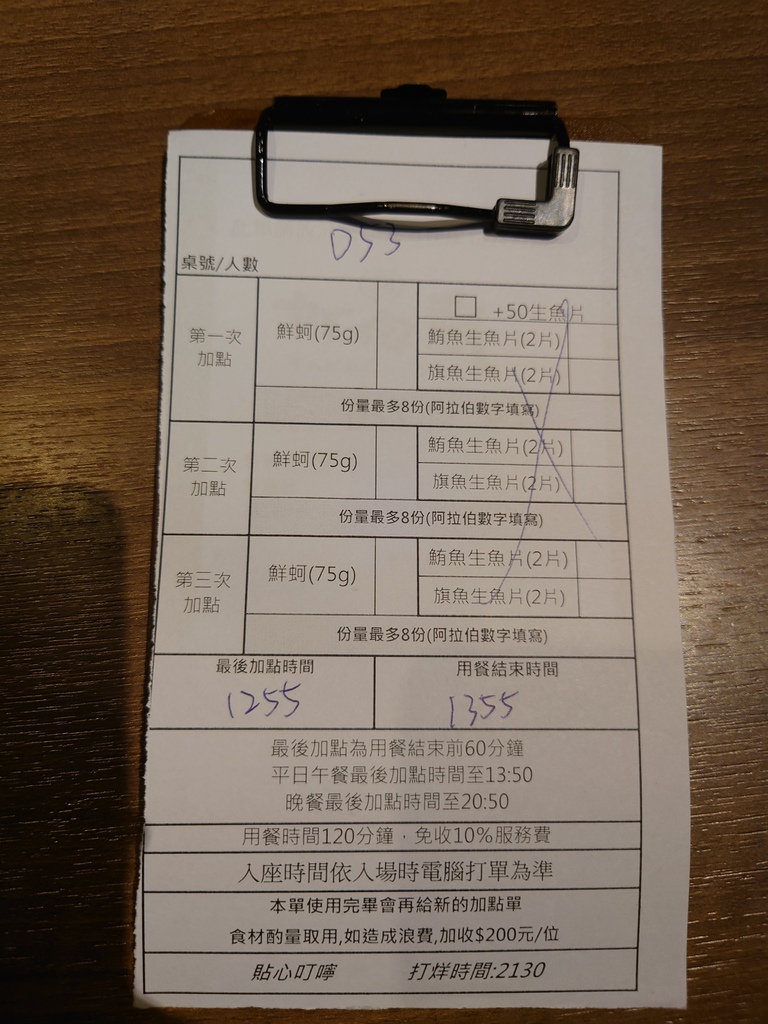 D53
桌號/人數
第一次
加點
鮮蚵(75g)
□ +50生魚片
鮪魚生魚片(2片)
旗魚生魚片(2片)
份量最多8份(阿拉伯數字填寫)
第二次
加點
鮮蚵(75g)
鮪魚生魚片(2片)
旗魚生魚片(2片)
份量最多8份(阿拉伯數字填寫)
第三次
加點
鮮蚵(75g)
鮪魚生魚片(2片)
旗魚生魚片(2片)
份量最多8份(阿拉伯數字填寫)
最後加點時間 用餐結束時間
1255 1355
最後加點為用餐結束前60分鐘
平日午餐最後加點時間至13:50
晚餐最後加點時間至20:50
用餐時間120分鐘，免收10%服務費
入座時間依入場時電腦打單為準
本單使用完畢會再給新的加點單
食材酌量取用,如造成浪費,加收$200元/位
貼心叮嚀 打烊時間:2130